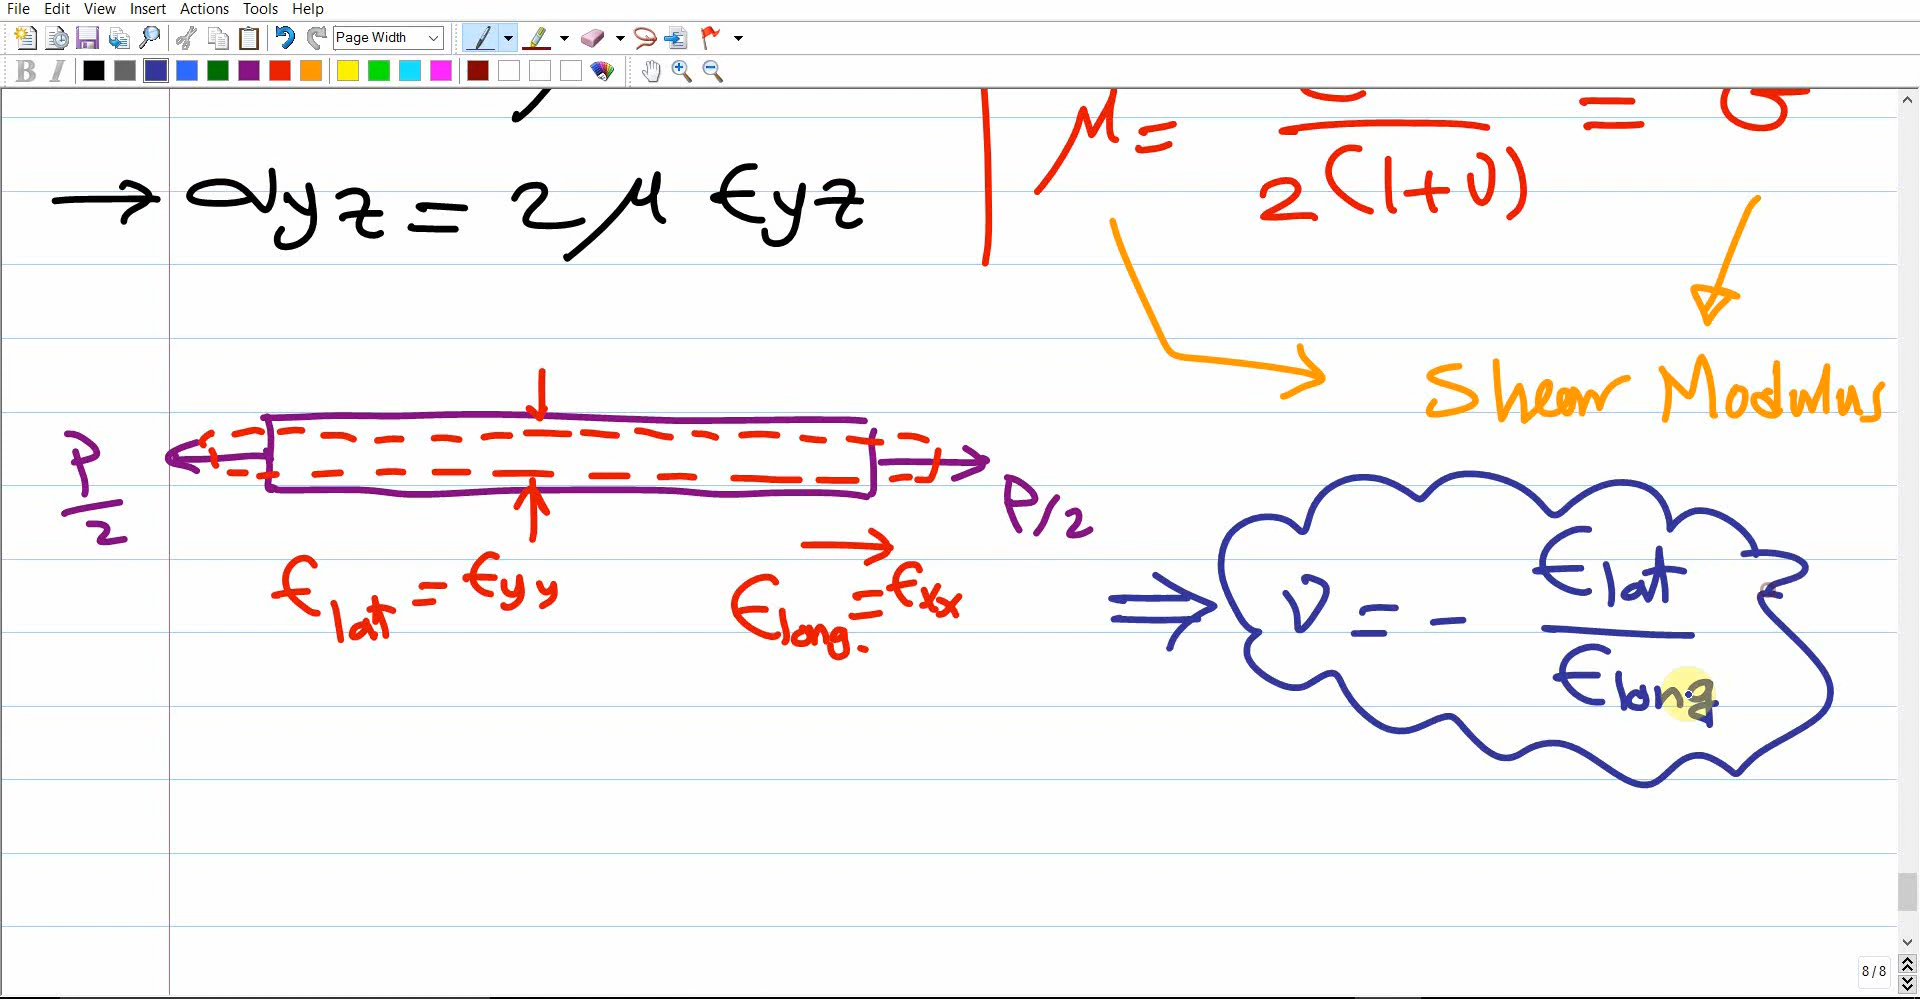 File Edit View Insert Actions Tools Help
Page Width
B I
μ = / 2(1+ν) = G
→ σyz = 2μ ϵyz
Shear Modulus
P/2
P/2
ϵlat = ϵyy
ϵlong. = ϵxx
⇒ ν = - ϵlat / ϵlong
8 / 8